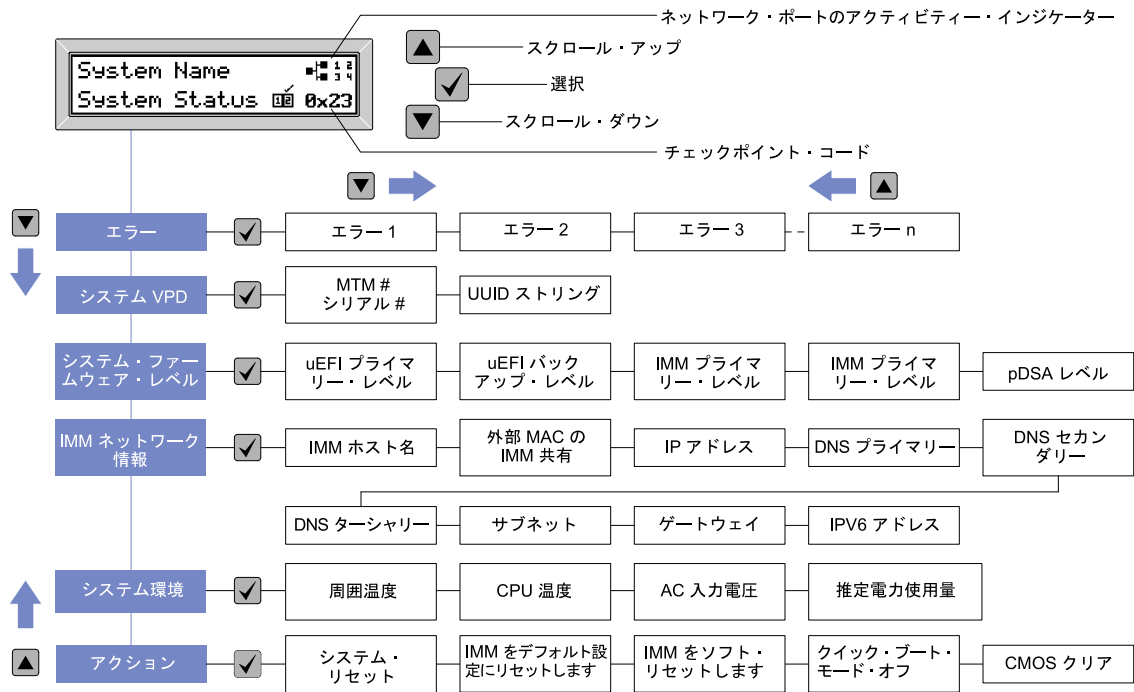 ネットワーク・ポートのアクティビティー・インジケーター
System Name
1 2
3 4
System Status 12 0x23
スクロール・アップ
選択
スクロール・ダウン
チェックポイント・コード
エラー
エラー 1
エラー 2
エラー 3
エラー n
システム VPD
MTM #
シリアル #
UUID ストリング
システム・ファー
ムウェア・レベル
uEFI プライマ
リー・レベル
uEFI バック
アップ・レベル
IMM プライマ
リー・レベル
IMM プライマ
リー・レベル
pDSA レベル
IMM ネットワーク
情報
IMM ホスト名
外部 MAC の
IMM 共有
IP アドレス
DNS プライマリー
DNS セカン
ダリー
DNS ターシャリー
サブネット
ゲートウェイ
IPV6 アドレス
システム環境
周囲温度
CPU 温度
AC 入力電圧
推定電力使用量
アクション
システム・
リセット
IMM をデフォルト設
定にリセットします
IMM をソフト・
リセットします
クイック・ブート・
モード・オフ
CMOS クリア